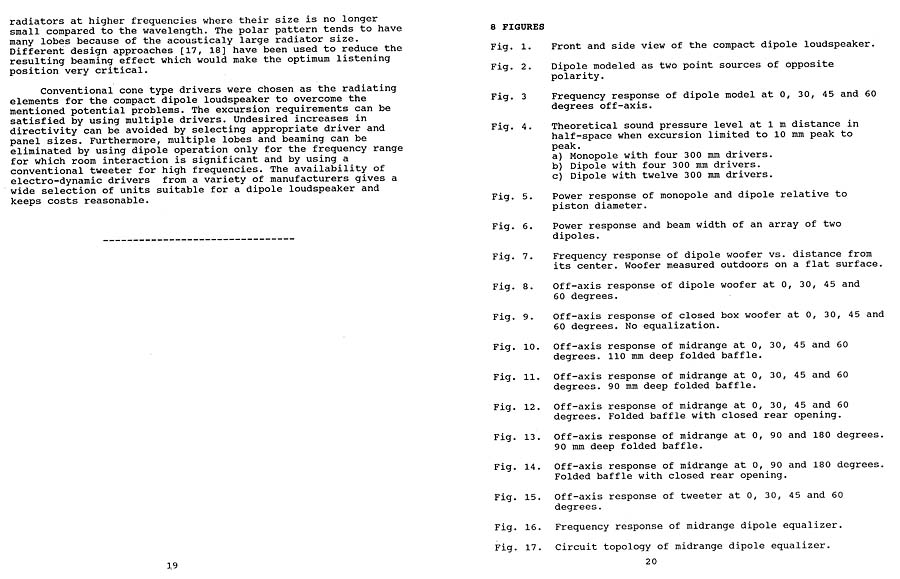 radiators at higher frequencies where their size is no longer
small compared to the wavelength. The polar pattern tends to have
many lobes because of the acousticaly large radiator size.
Different design approaches [17, 18] have been used to reduce the
resulting beaming effect which would make the optimum listening
position very critical.
Conventional cone type drivers were chosen as the radiating
elements for the compact dipole loudspeaker to overcome the
mentioned potential problems. The excursion requirements can be
satisfied by using multiple drivers. Undesired increases in
directivity can be avoided by selecting appropriate driver and
panel sizes. Furthermore, multiple lobes and beaming can be
eliminated by using dipole operation only for the frequency range
for which room interaction is significant and by using a
conventional tweeter for high frequencies. The availability of
electro-dynamic drivers from a variety of manufacturers gives a
wide selection of units suitable for a dipole loudspeaker and
keeps costs reasonable.
--------------------------------
19
8 FIGURES
Fig. 1. Front and side view of the compact dipole loudspeaker.
Fig. 2. Dipole modeled as two point sources of opposite
polarity.
Fig. 3 Frequency response of dipole model at 0, 30, 45 and 60
degrees off-axis.
Fig. 4. Theoretical sound pressure level at 1 m distance in
half-space when excursion limited to 10 mm peak to
peak.
a) Monopole with four 300 mm drivers.
b) Dipole with four 300 mm drivers.
c) Dipole with twelve 300 mm drivers.
Fig. 5. Power response of monopole and dipole relative to
piston diameter.
Fig. 6. Power response and beam width of an array of two
dipoles.
Fig. 7. Frequency response of dipole woofer vs. distance from
its center. Woofer measured outdoors on a flat surface.
Fig. 8. Off-axis response of dipole woofer at 0, 30, 45 and
60 degrees.
Fig. 9. Off-axis response of closed box woofer at 0, 30, 45 and
60 degrees. No equalization.
Fig. 10. Off-axis response of midrange at 0, 30, 45 and 60
degrees. 110 mm deep folded baffle.
Fig. 11. Off-axis response of midrange at 0, 30, 45 and 60
degrees. 90 mm deep folded baffle.
Fig. 12. Off-axis response of midrange at 0, 30, 45 and 60
degrees. Folded baffle with closed rear opening.
Fig. 13. Off-axis response of midrange at 0, 90 and 180 degrees.
90 mm deep folded baffle.
Fig. 14. Off-axis response of midrange at 0, 90 and 180 degrees.
Folded baffle with closed rear opening.
Fig. 15. Off-axis response of tweeter at 0, 30, 45 and 60
degrees.
Fig. 16. Frequency response of midrange dipole equalizer.
Fig. 17. Circuit topology of midrange dipole equalizer.
20